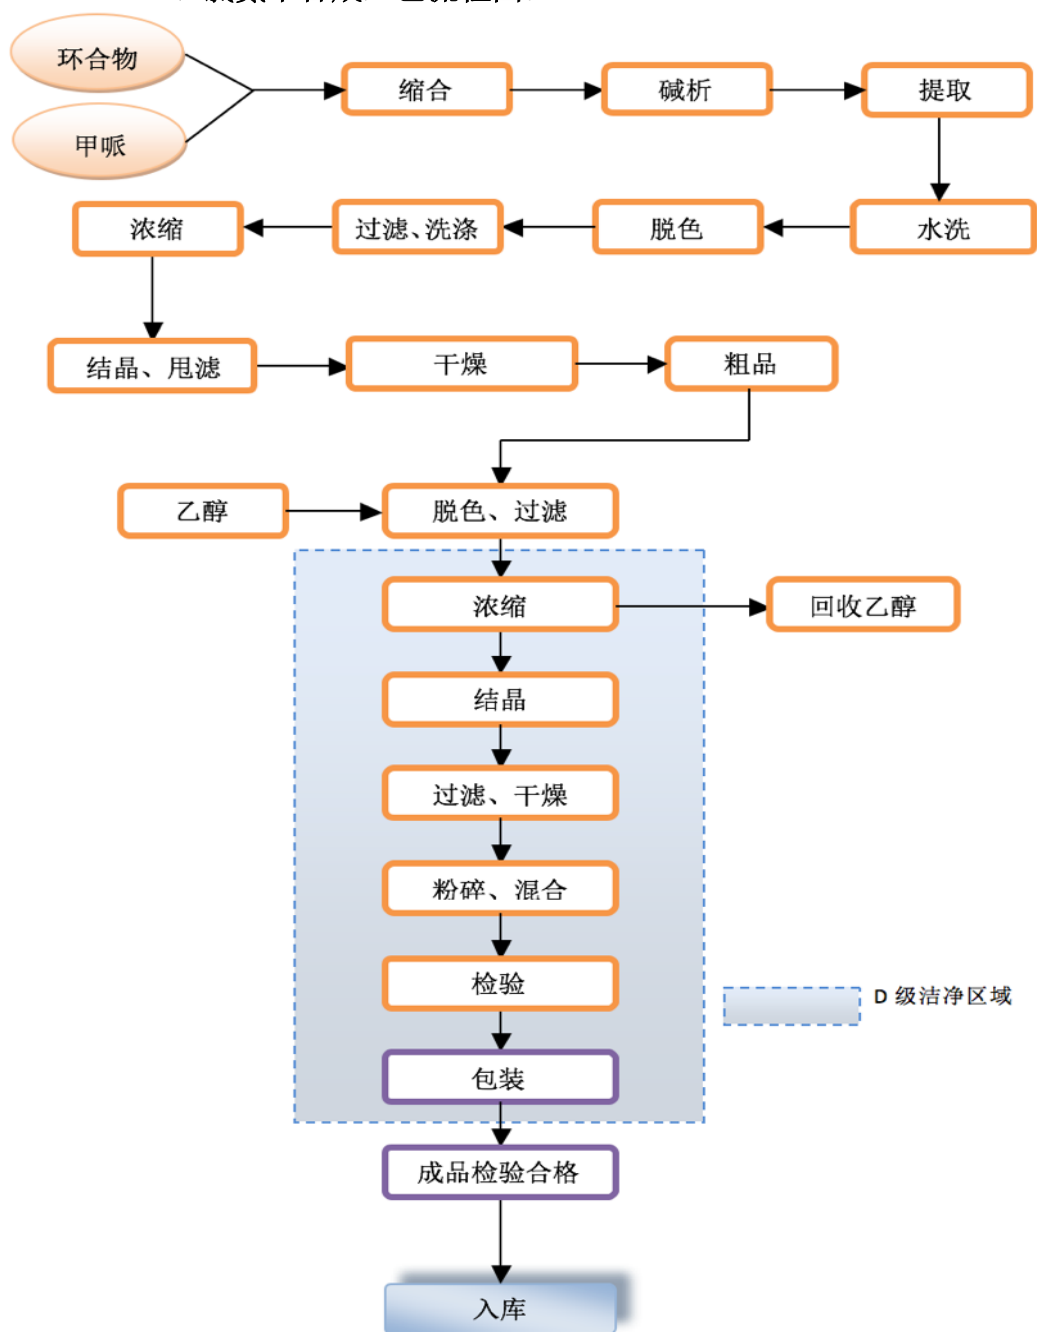 环合物
甲哌
缩合
碱析
提取
水洗
脱色
过滤、洗涤
浓缩
结晶、甩滤
干燥
粗品
乙醇
脱色、过滤
浓缩
回收乙醇
结晶
过滤、干燥
粉碎、混合
检验
D 级洁净区域
包装
成品检验合格
入库